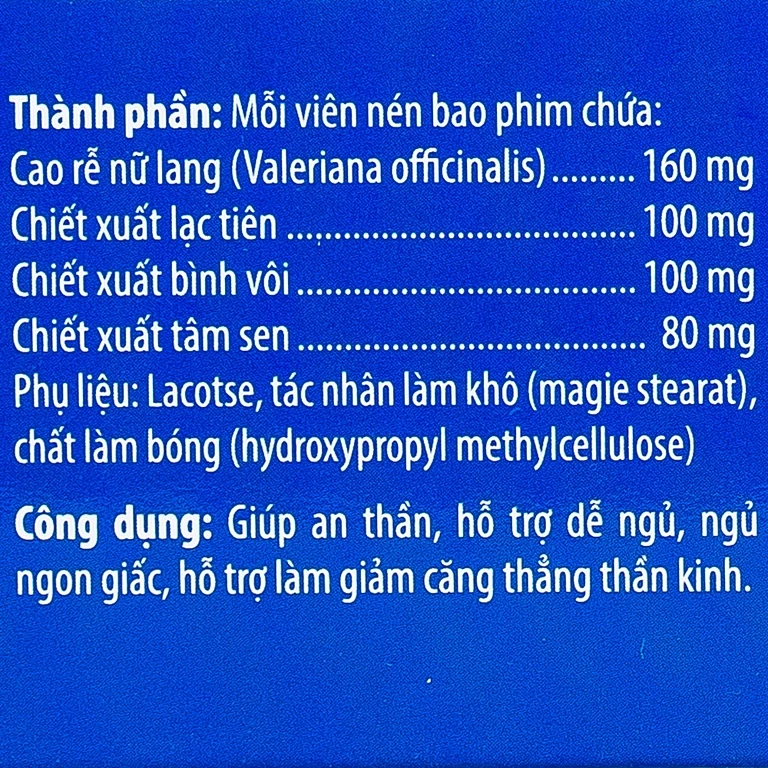 Thành phần: Mỗi viên nén bao phim chứa:
Cao rễ nữ lang (Valeriana officinalis)......... 160 mg
Chiết xuất lạc tiên ........................................ 100 mg
Chiết xuất bình vôi ....................................... 100 mg
Chiết xuất tâm sen ........................................ 80 mg
Phụ liệu: Lacotse, tác nhân làm khô (magie stearat),
chất làm bóng (hydroxypropyl methylcellulose)
Công dụng: Giúp an thần, hỗ trợ dễ ngủ, ngủ
ngon giấc, hỗ trợ làm giảm căng thẳng thần kinh.